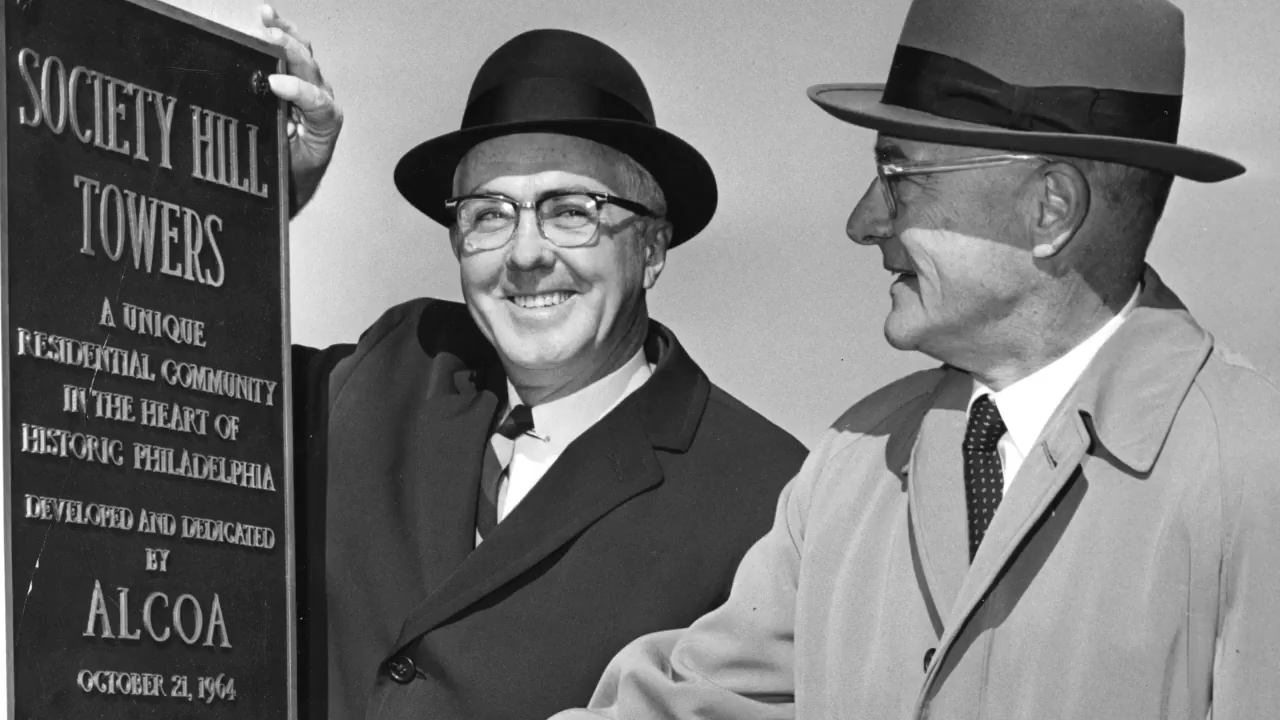 SOCIETY HILL
TOWERS
A UNIQUE
RESIDENTIAL COMMUNITY
IN THE HEART OF
HISTORIC PHILADELPHIA
DEVELOPED AND DEDICATED
BY
ALCOA
OCTOBER 21, 1964